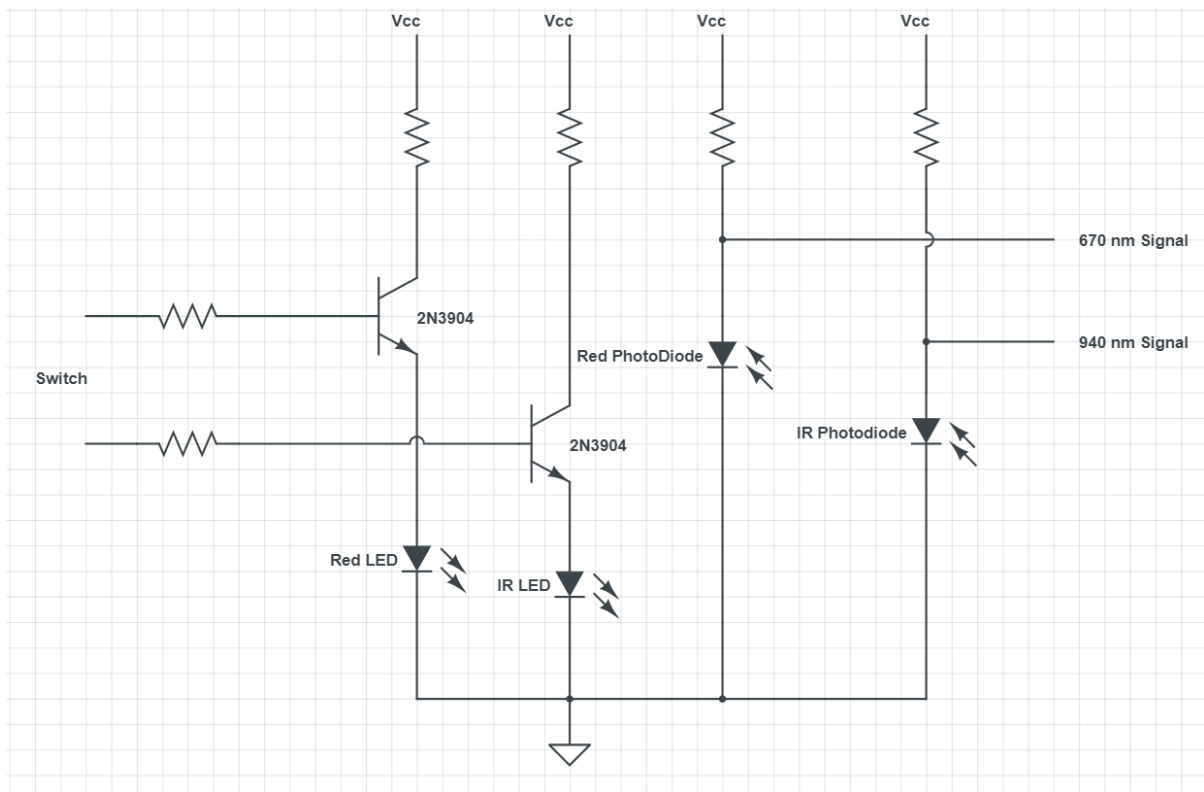 Vcc
Vcc
Vcc
Vcc
670 nm Signal
2N3904
940 nm Signal
Red PhotoDiode
Switch
IR Photodiode
2N3904
Red LED
IR LED